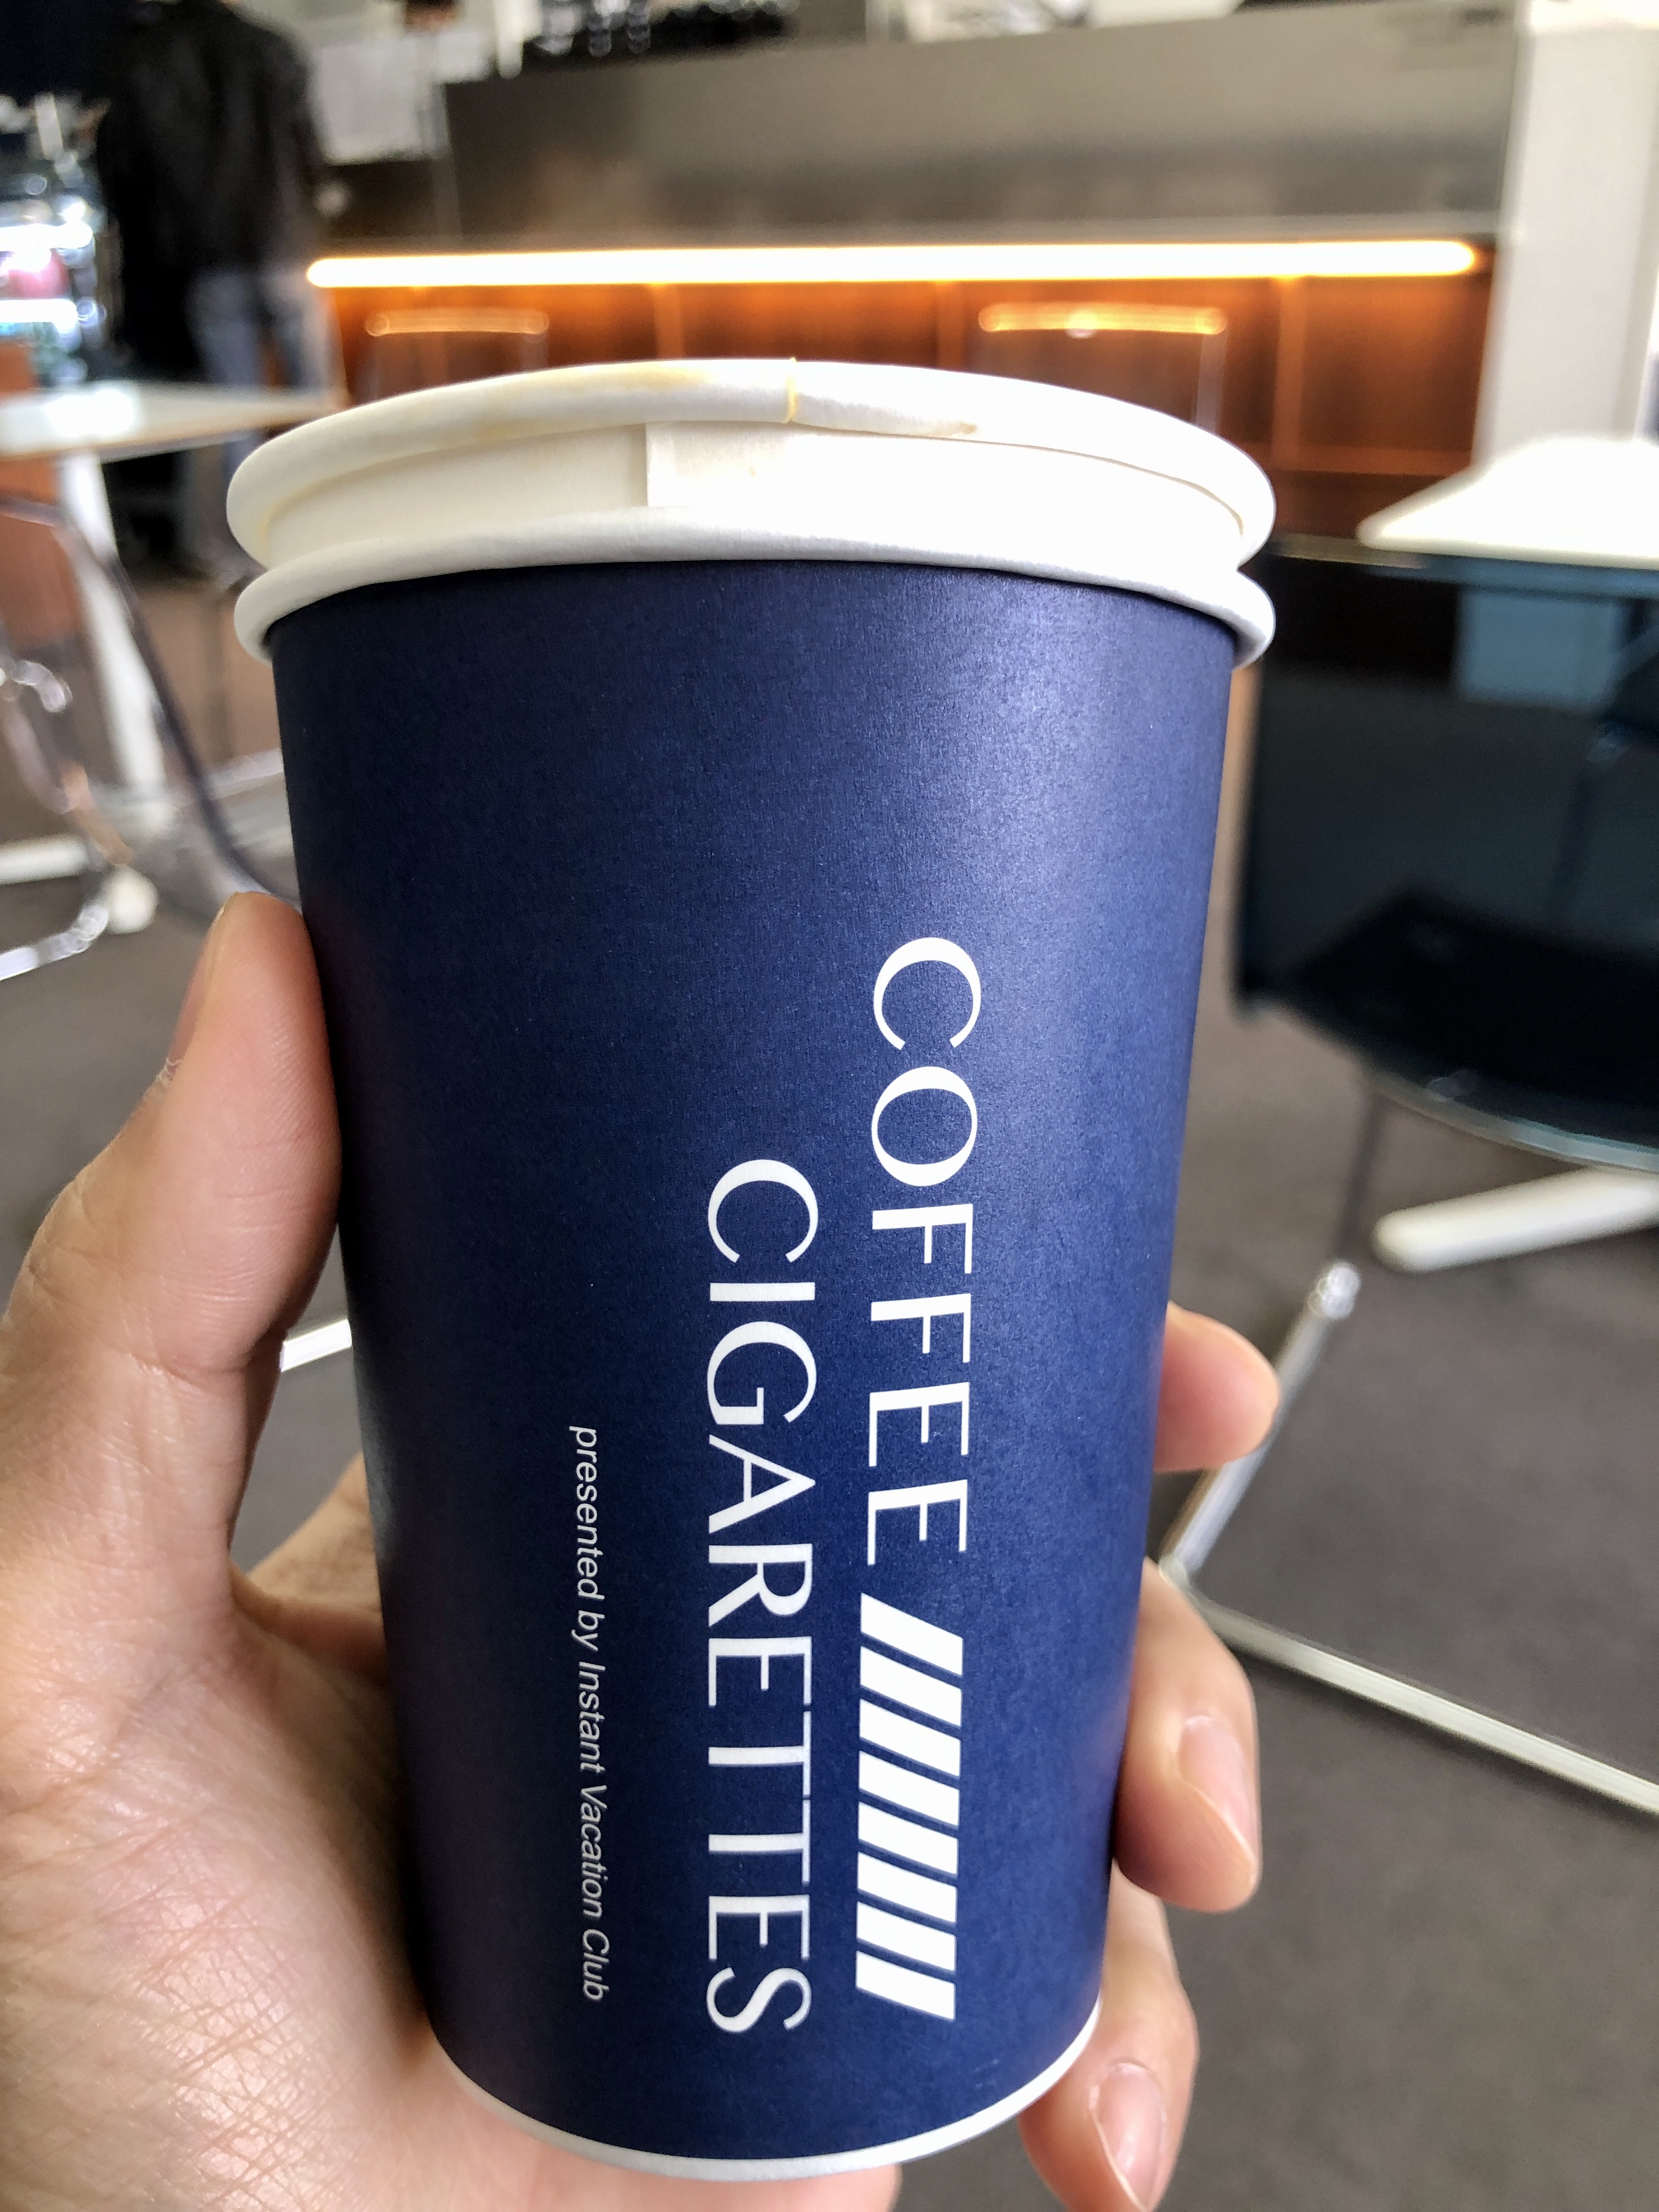 COFFEE
CIGARETTES
presented by Instant Vacation Club